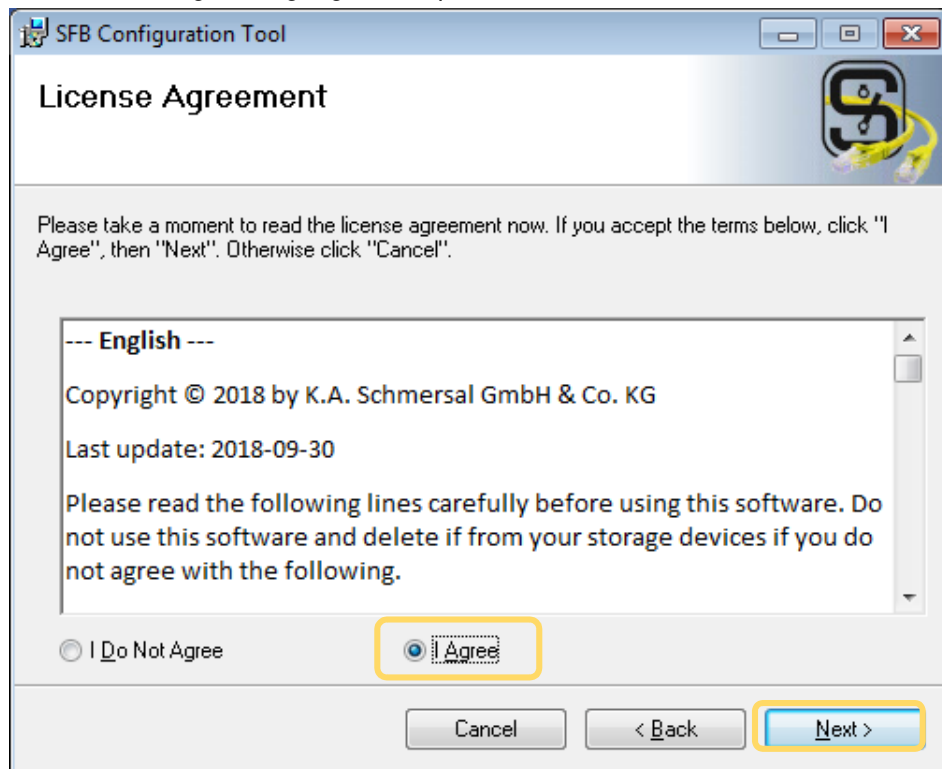 SFB Configuration Tool
License Agreement
Please take a moment to read the license agreement now. If you accept the terms below, click "I
Agree", then "Next". Otherwise click "Cancel".
--- English ---
Copyright © 2018 by K.A. Schmersal GmbH & Co. KG
Last update: 2018-09-30
Please read the following lines carefully before using this software. Do
not use this software and delete if from your storage devices if you do
not agree with the following.
I Do Not Agree
I Agree
Cancel
< Back
Next >